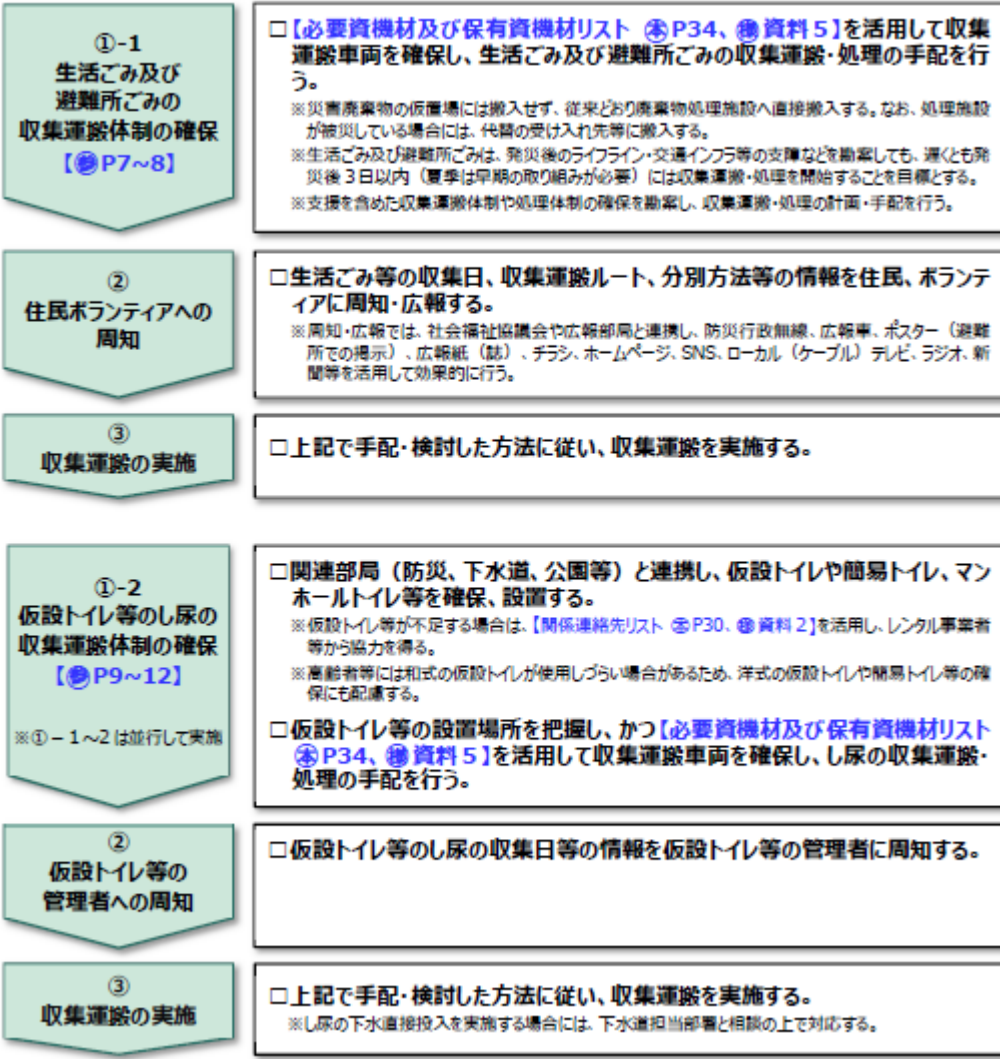 ①-1
生活ごみ及び
避難所ごみの
収集運搬体制の確保
【参P7~8】
□【必要資機材及び保有資機材リスト 本P34、様資料5】を活用して収集
運搬車両を確保し、生活ごみ及び避難所ごみの収集運搬・処理の手配を行
う。
※災害廃棄物の仮置場には搬入せず、従来どおり廃棄物処理施設へ直接搬入する。なお、処理施設
が被災している場合には、代替の受け入れ先等に搬入する。
※生活ごみ及び避難所ごみは、発災後のライフライン・交通インフラ等の支障などを勘案しても、遅くとも発
災後3日以内（夏季は早期の取り組みが必要）には収集運搬・処理を開始することを目標とする。
※支援を含めた収集運搬体制や処理体制の確保を勘案し、収集運搬・処理の計画・手配を行う。
②
住民ボランティアへの
周知
□生活ごみ等の収集日、収集運搬ルート、分別方法等の情報を住民、ボランテ
ィアに周知・広報する。
※周知・広報では、社会福祉協議会や広報部局と連携し、防災行政無線、広報車、ポスター（避難
所での掲示）、広報紙（誌）、チラシ、ホームページ、SNS、ローカル（ケーブル）テレビ、ラジオ、新
聞等を活用して効果的に行う。
③
収集運搬の実施
□上記で手配・検討した方法に従い、収集運搬を実施する。
①-2
仮設トイレ等のし尿の
収集運搬体制の確保
【参P9~12】
※①－1～2は並行して実施
□関連部局（防災、下水道、公園等）と連携し、仮設トイレや簡易トイレ、マン
ホールトイレ等を確保、設置する。
※仮設トイレ等が不足する場合は、【関係連絡先リスト 本P30、様資料2】を活用し、レンタル事業者
等から協力を得る。
※高齢者等には和式の仮設トイレが使用しづらい場合があるため、洋式の仮設トイレや簡易トイレ等の確
保にも配慮する。
□仮設トイレ等の設置場所を把握し、かつ【必要資機材及び保有資機材リスト
本P34、様資料5】を活用して収集運搬車両を確保し、し尿の収集運搬・
処理の手配を行う。
②
仮設トイレ等の
管理者への周知
□仮設トイレ等のし尿の収集日等の情報を仮設トイレ等の管理者に周知する。
③
収集運搬の実施
□上記で手配・検討した方法に従い、収集運搬を実施する。
※し尿の下水直接投入を実施する場合には、下水道担当部署と相談の上で対応する。